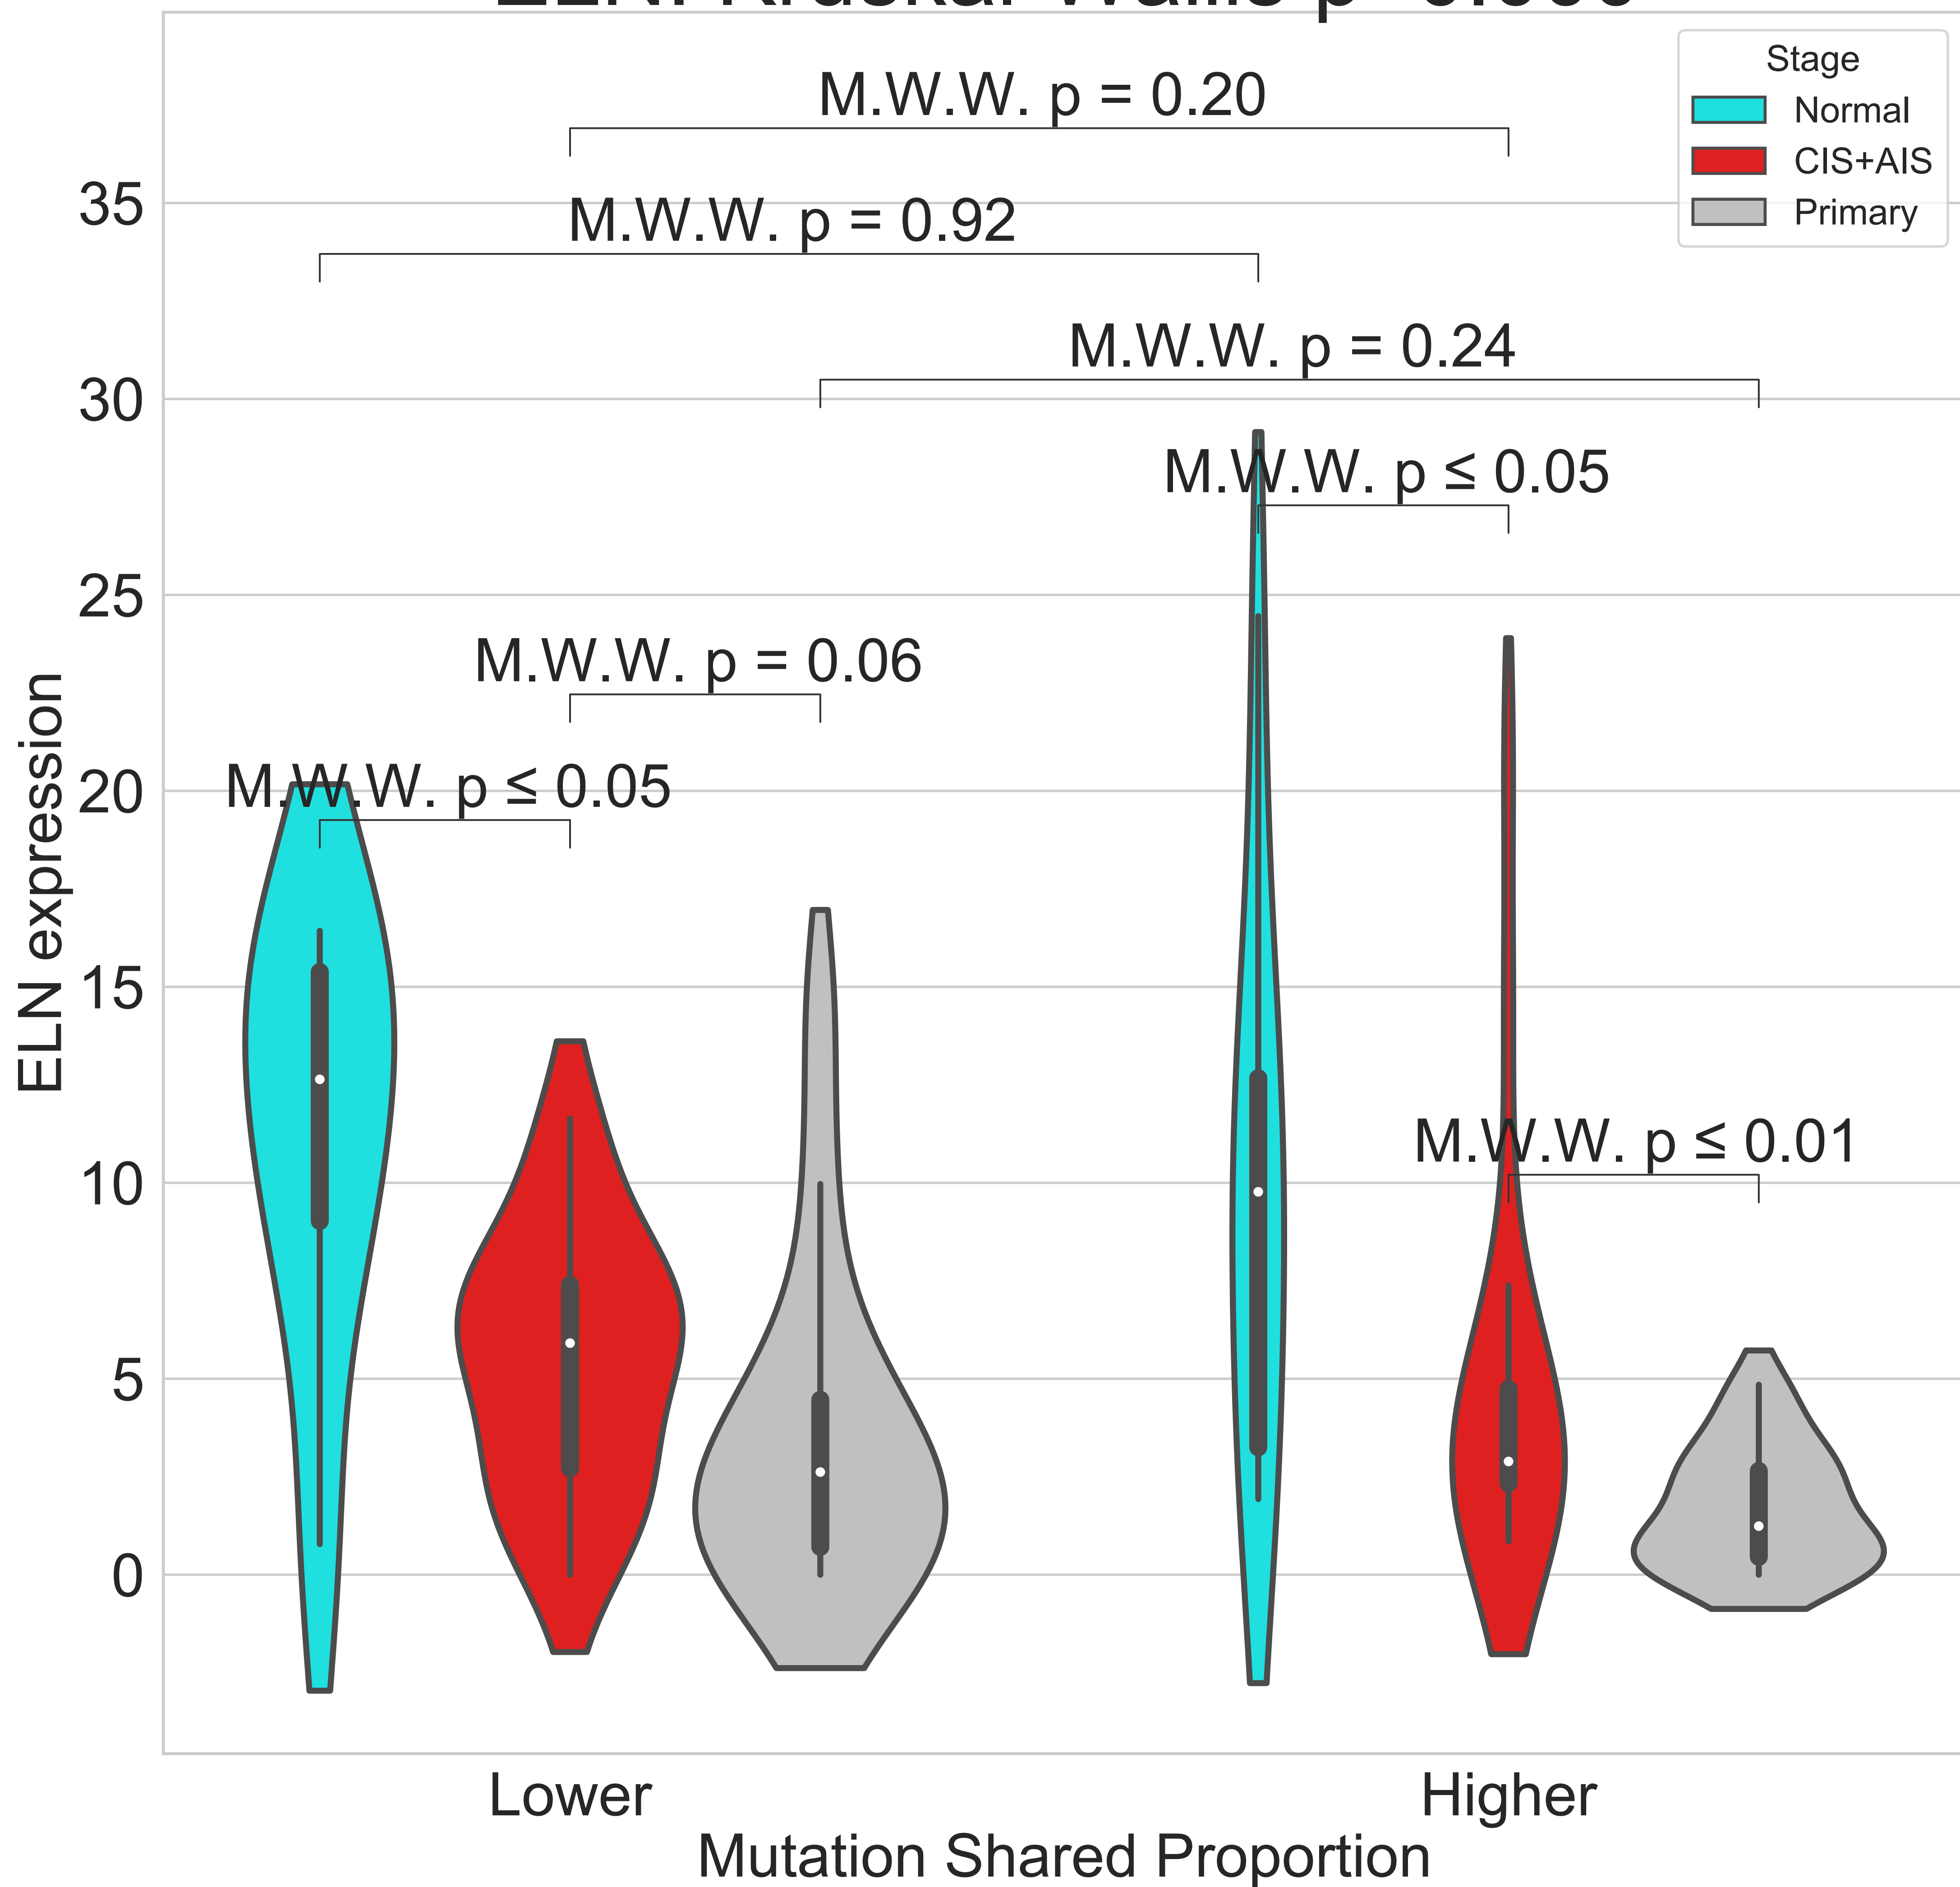 Stage
Normal
CIS+AIS
Primary
M.W.W. p = 0.20
M.W.W. p = 0.92
M.W.W. p = 0.24
M.W.W. p ≤ 0.05
M.W.W. p = 0.06
M.W.W. p ≤ 0.05
M.W.W. p ≤ 0.01
35
30
25
20
15
10
5
0
ELN expression
Lower
Higher
Mutation Shared Proportion